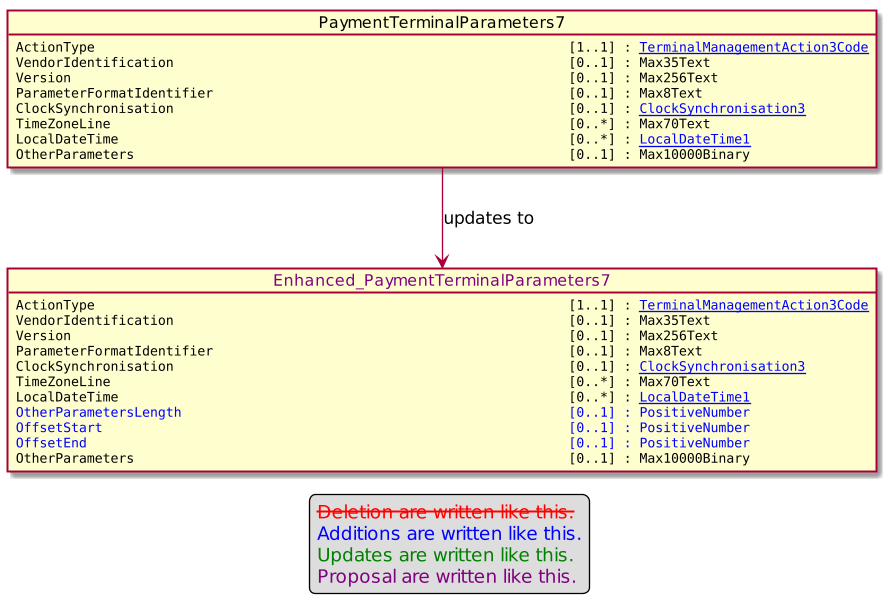 PaymentTerminalParameters7
ActionType [1..1] : TerminalManagementAction3Code
VendorIdentification [0..1] : Max35Text
Version [0..1] : Max256Text
ParameterFormatIdentifier [0..1] : Max8Text
ClockSynchronisation [0..1] : ClockSynchronisation3
TimeZoneLine [0..*] : Max70Text
LocalDateTime [0..*] : LocalDateTime1
OtherParameters [0..1] : Max10000Binary
updates to
Enhanced_PaymentTerminalParameters7
ActionType [1..1] : TerminalManagementAction3Code
VendorIdentification [0..1] : Max35Text
Version [0..1] : Max256Text
ParameterFormatIdentifier [0..1] : Max8Text
ClockSynchronisation [0..1] : ClockSynchronisation3
TimeZoneLine [0..*] : Max70Text
LocalDateTime [0..*] : LocalDateTime1
OtherParametersLength [0..1] : PositiveNumber
OffsetStart [0..1] : PositiveNumber
OffsetEnd [0..1] : PositiveNumber
OtherParameters [0..1] : Max10000Binary
Deletion are written like this.
Additions are written like this.
Updates are written like this.
Proposal are written like this.